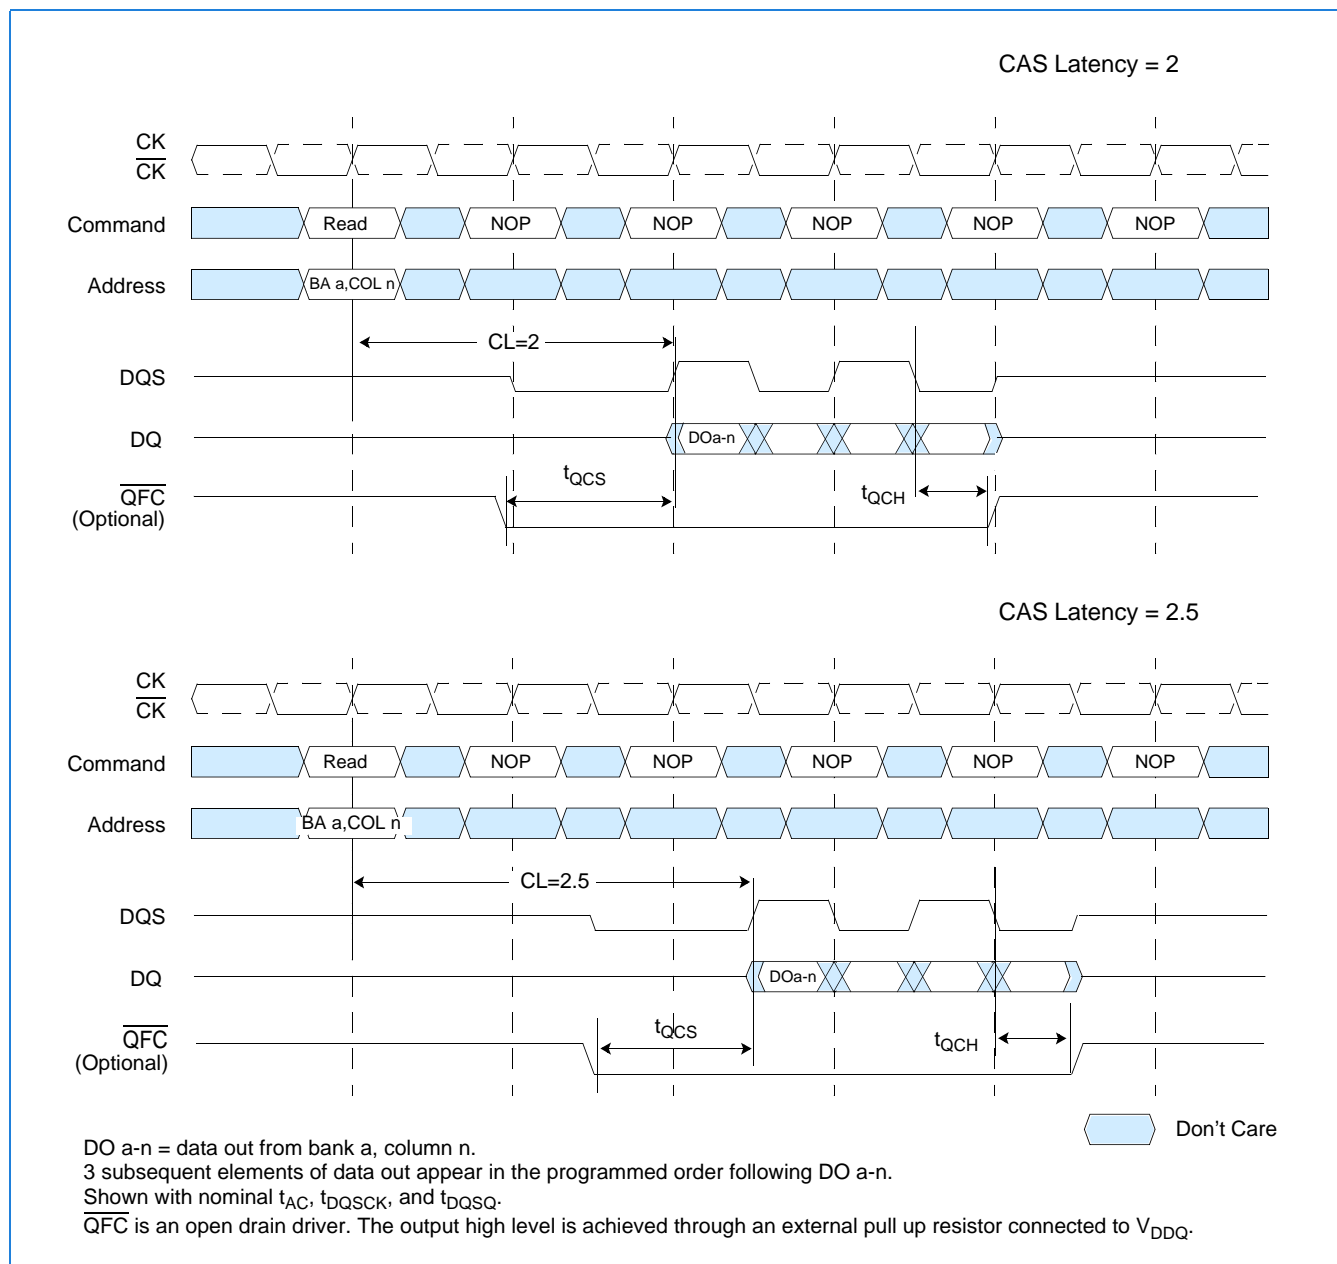 CAS Latency = 2
CK
CK
Command
Read NOP NOP NOP NOP NOP
Address
BA a,COL n
CL=2
DQS
DQ
DOa-n
tQCS
tQCH
QFC
(Optional)
CAS Latency = 2.5
CK
CK
Command
Read NOP NOP NOP NOP NOP
Address
BA a,COL n
CL=2.5
DQS
DQ
DOa-n
tQCS
tQCH
QFC
(Optional)
Don't Care
DO a-n = data out from bank a, column n.
3 subsequent elements of data out appear in the programmed order following DO a-n.
Shown with nominal tAC, tDQSCK, and tDQSQ.
QFC is an open drain driver. The output high level is achieved through an external pull up resistor connected to VDDQ.